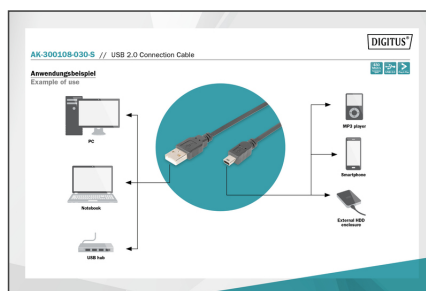 DIGITUS®
AK-300108-030-S // USB 2.0 Connection Cable
Anwendungsbeispiel
Example of use
PC
MP3 player
Notebook
Smartphone
External HDD
enclosure
USB hub